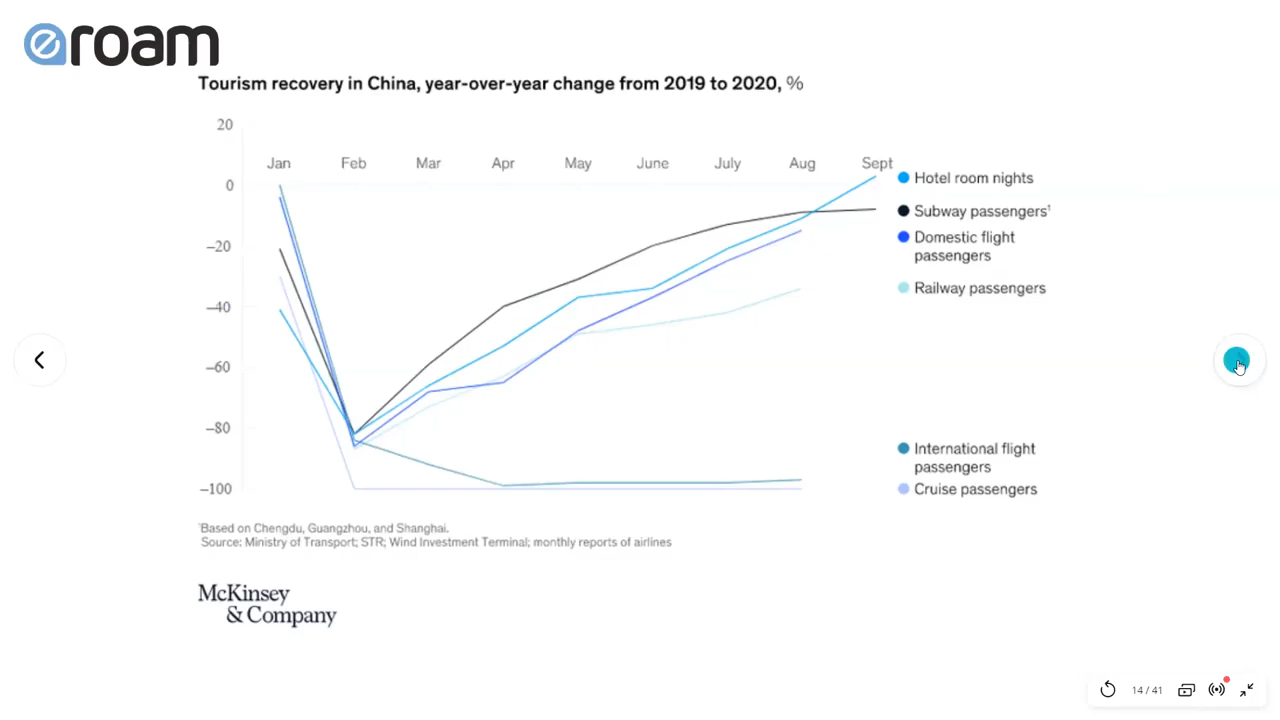 eroam
Tourism recovery in China, year-over-year change from 2019 to 2020, %
20
Jan Feb Mar Apr May June July Aug Sept
0
–20
–40
–60
–80
–100
Hotel room nights
Subway passengers¹
Domestic flight
passengers
Railway passengers
International flight
passengers
Cruise passengers
¹Based on Chengdu, Guangzhou, and Shanghai.
Source: Ministry of Transport; STR; Wind Investment Terminal; monthly reports of airlines
McKinsey
& Company
14 / 41